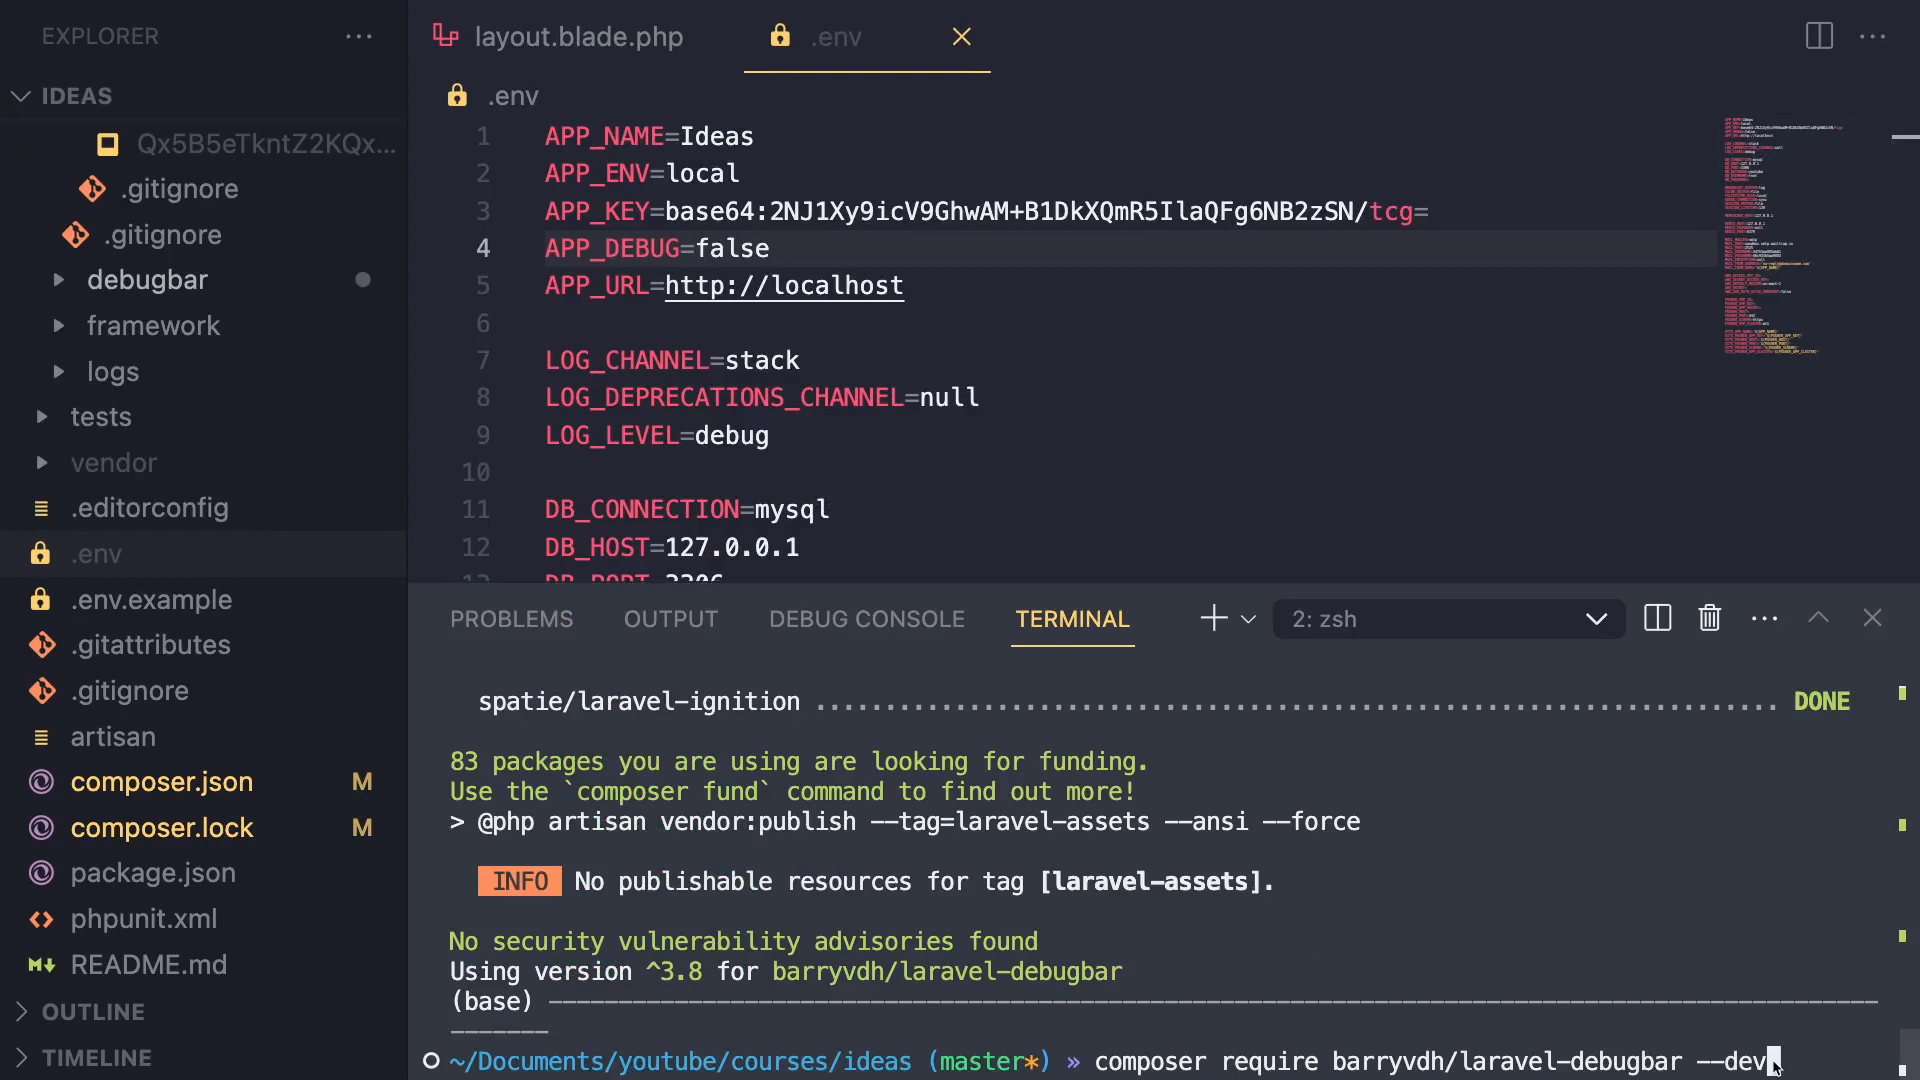 EXPLORER
IDEAS
Qx5B5eTkntZ2KQx...
.gitignore
.gitignore
debugbar
framework
logs
tests
vendor
.editorconfig
.env
.env.example
.gitattributes
.gitignore
artisan
composer.json M
composer.lock M
package.json
phpunit.xml
README.md
OUTLINE
TIMELINE
layout.blade.php
.env
.env
1 APP_NAME=Ideas
2 APP_ENV=local
3 APP_KEY=base64:2NJ1Xy9icV9GhwAM+B1DkXQmR5IlaQFg6NB2zSN/tcg=
4 APP_DEBUG=false
5 APP_URL=http://localhost
6
7 LOG_CHANNEL=stack
8 LOG_DEPRECATIONS_CHANNEL=null
9 LOG_LEVEL=debug
10
11 DB_CONNECTION=mysql
12 DB_HOST=127.0.0.1
13 DB_PORT=3306
PROBLEMS OUTPUT DEBUG CONSOLE TERMINAL 2: zsh
spatie/laravel-ignition ..................................................................... DONE
83 packages you are using are looking for funding.
Use the `composer fund` command to find out more!
> @php artisan vendor:publish --tag=laravel-assets --ansi --force
INFO No publishable resources for tag [laravel-assets].
No security vulnerability advisories found
Using version ^3.8 for barryvdh/laravel-debugbar
(base)
~/Documents/youtube/courses/ideas (master*) » composer require barryvdh/laravel-debugbar --dev